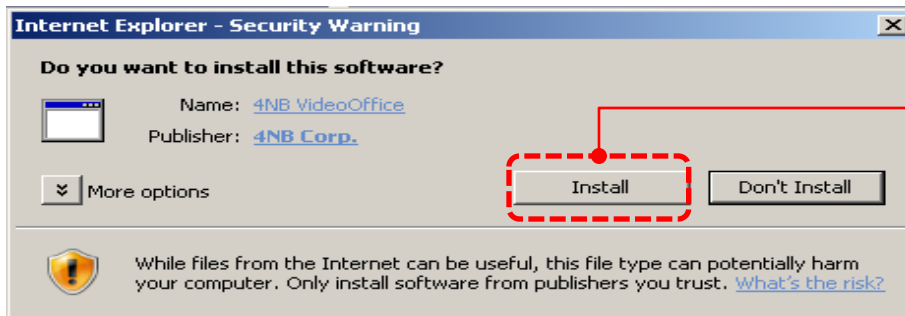 Internet Explorer - Security Warning
Do you want to install this software?
Name: 4NB VideoOffice
Publisher: 4NB Corp.
More options
Install
Don't Install
While files from the Internet can be useful, this file type can potentially harm
your computer. Only install software from publishers you trust. What's the risk?